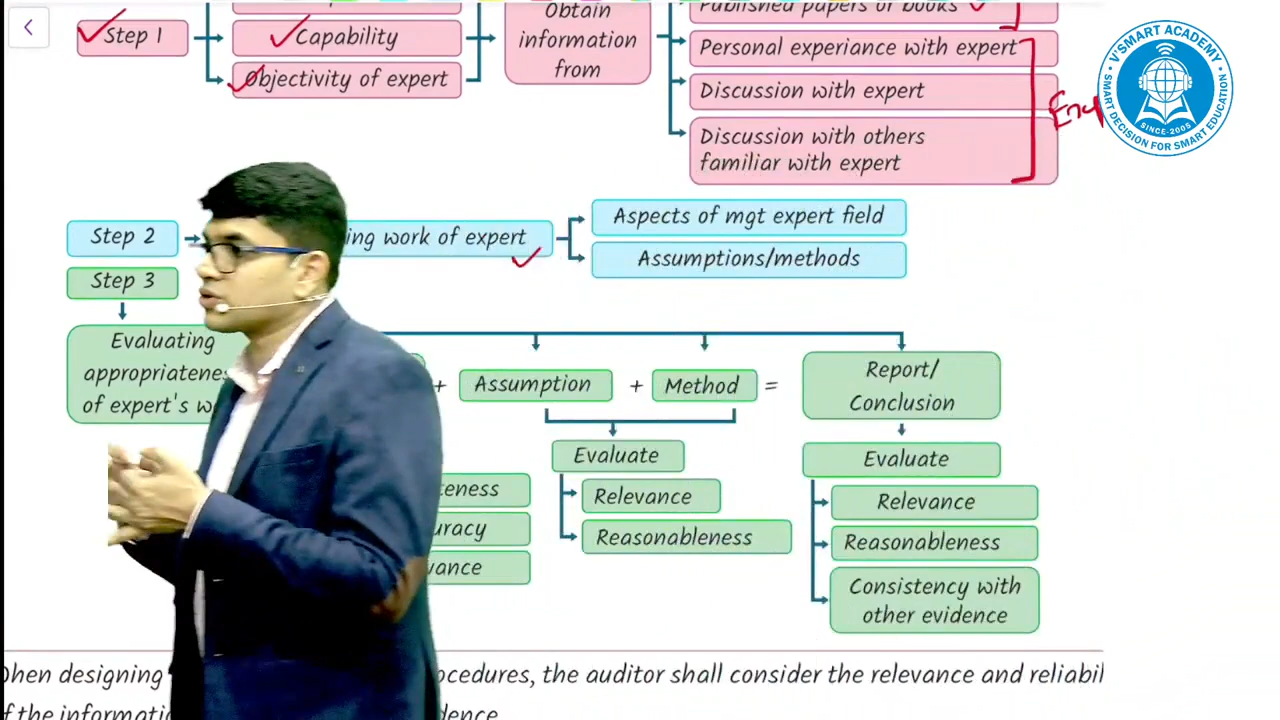 Published papers or books
Step 1
Capability
Obtain
information
from
Personal experiance with expert
Objectivity of expert
Discussion with expert
Discussion with others
familiar with expert
V'SMART ACADEMY
SINCE-2005
SMART DECISION FOR SMART EDUCATION
Step 2
ing work of expert
Aspects of mgt expert field
Assumptions/methods
Step 3
Evaluating
appropriatene
of expert's w
+ Assumption + Method =
Report/
Conclusion
Evaluate
Relevance
Reasonableness
Evaluate
Relevance
Reasonableness
Consistency with
other evidence
teness
uracy
vance
hen designing ocedures, the auditor shall consider the relevance and reliabil
f the informati dence